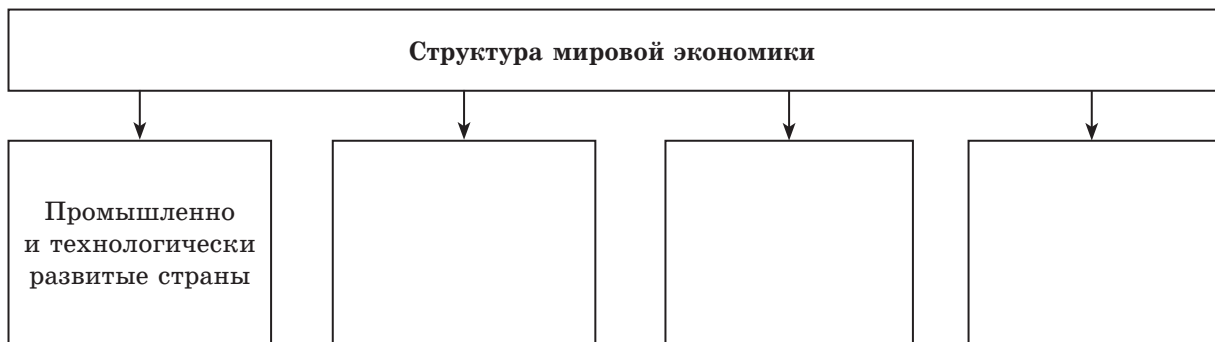 Структура мировой экономики
Промышленно
и технологически
развитые страны